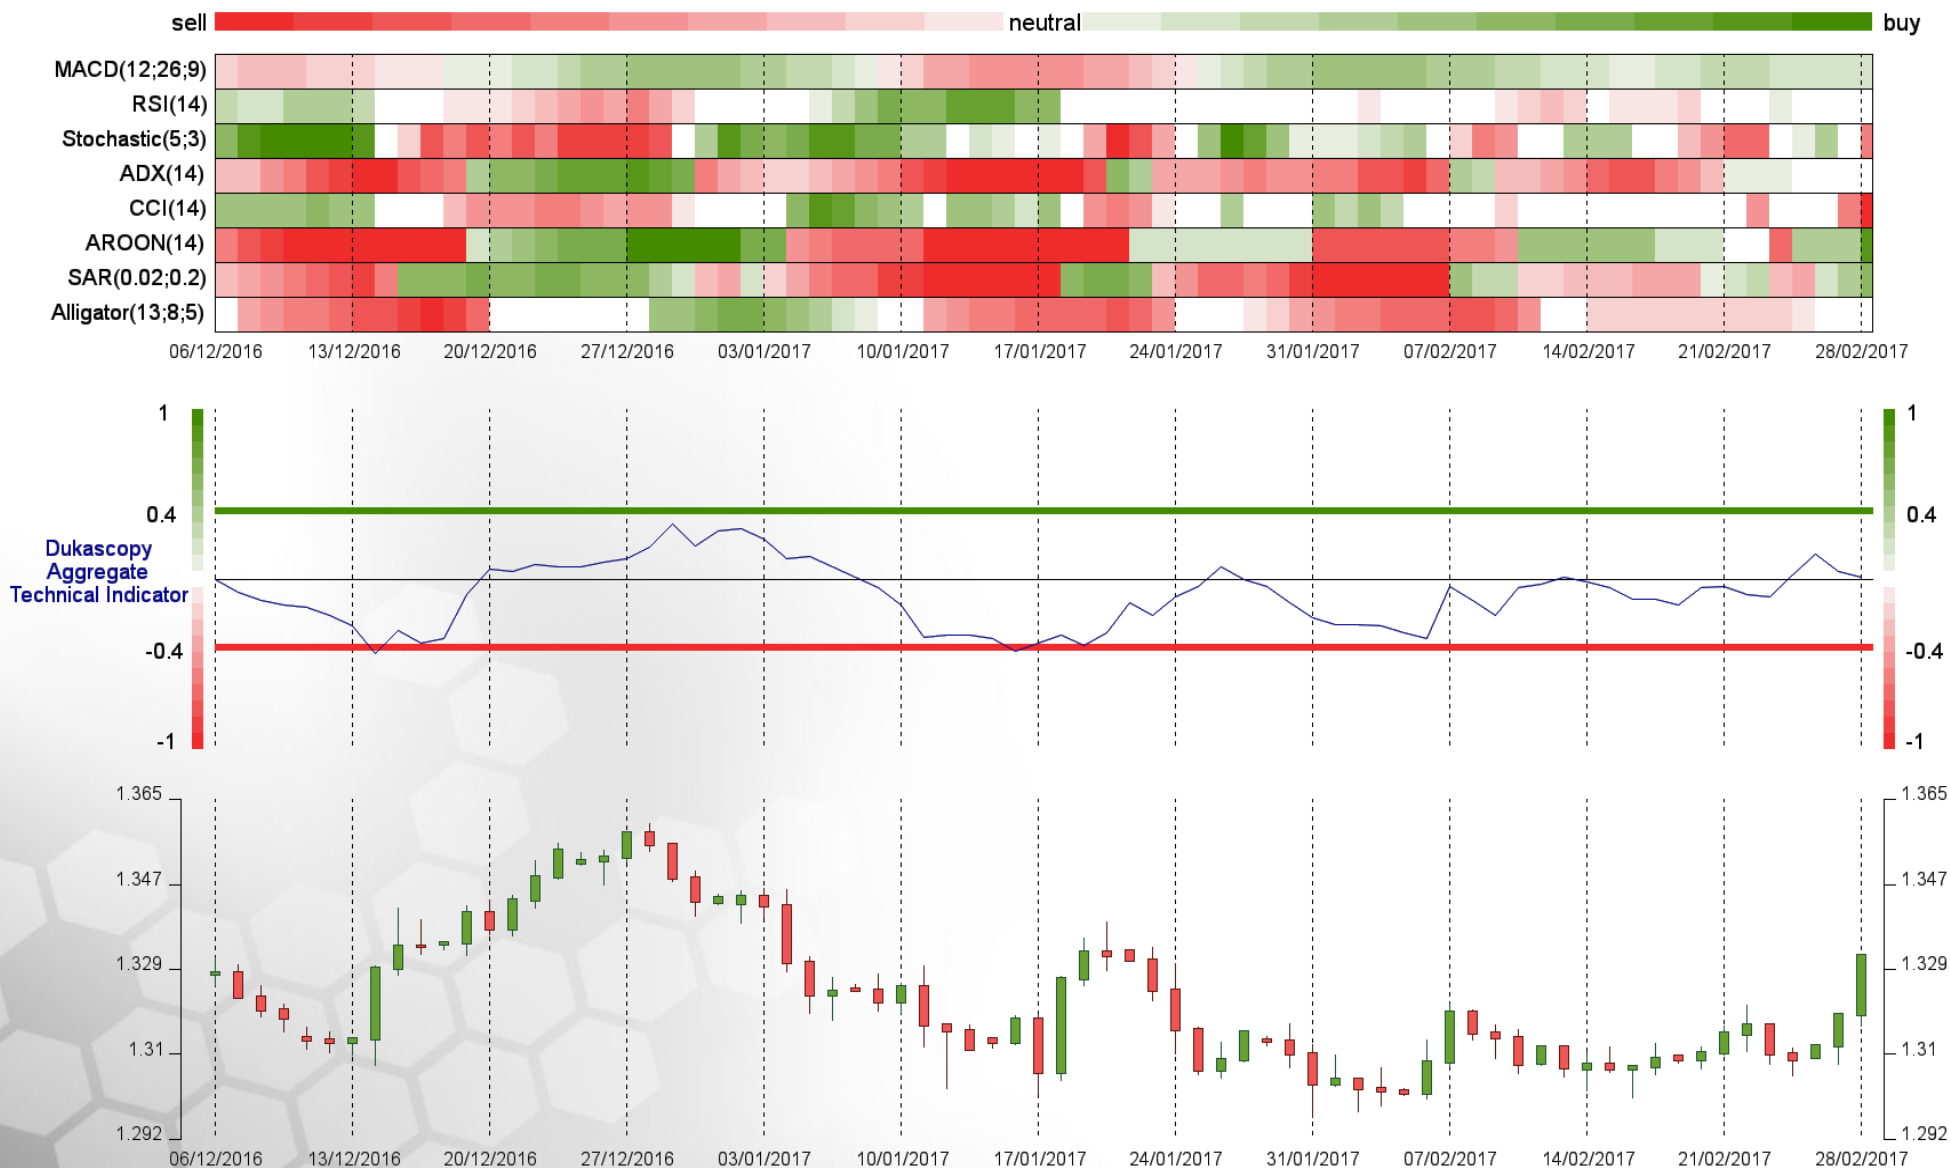 sell neutral buy
MACD(12;26;9)
RSI(14)
Stochastic(5;3)
ADX(14)
CCI(14)
AROON(14)
SAR(0.02;0.2)
Alligator(13;8;5)
06/12/2016 13/12/2016 20/12/2016 27/12/2016 03/01/2017 10/01/2017 17/01/2017 24/01/2017 31/01/2017 07/02/2017 14/02/2017 21/02/2017 28/02/2017
1 1
0.4 0.4
Dukascopy
Aggregate
Technical Indicator
-0.4 -0.4
-1 -1
1.365 1.365
1.347 1.347
1.329 1.329
1.31 1.31
1.292 1.292
06/12/2016 13/12/2016 20/12/2016 27/12/2016 03/01/2017 10/01/2017 17/01/2017 24/01/2017 31/01/2017 07/02/2017 14/02/2017 21/02/2017 28/02/2017